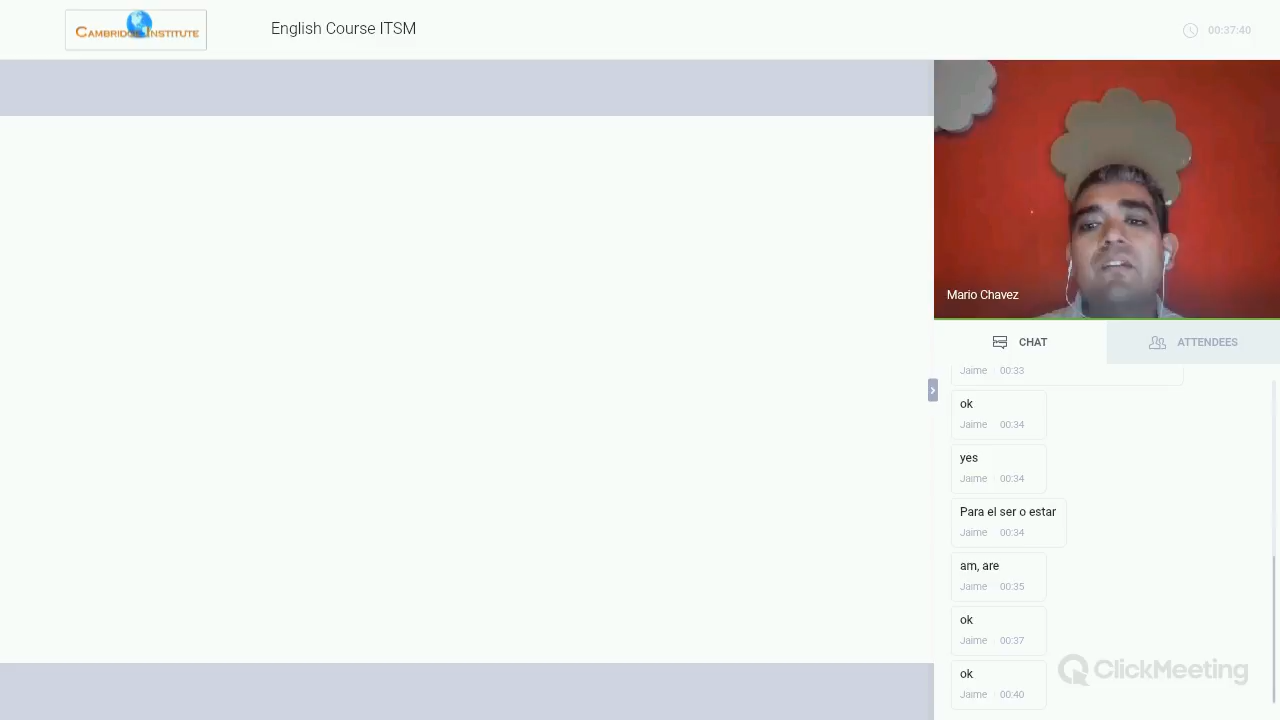 CAMBRIDGE INSTITUTE
English Course ITSM
00:37:40
Mario Chavez
CHAT
ATTENDEES
Jaime 00:33
ok
Jaime 00:34
yes
Jaime 00:34
Para el ser o estar
Jaime 00:34
am, are
Jaime 00:35
ok
Jaime 00:37
ok
Jaime 00:40
ClickMeeting